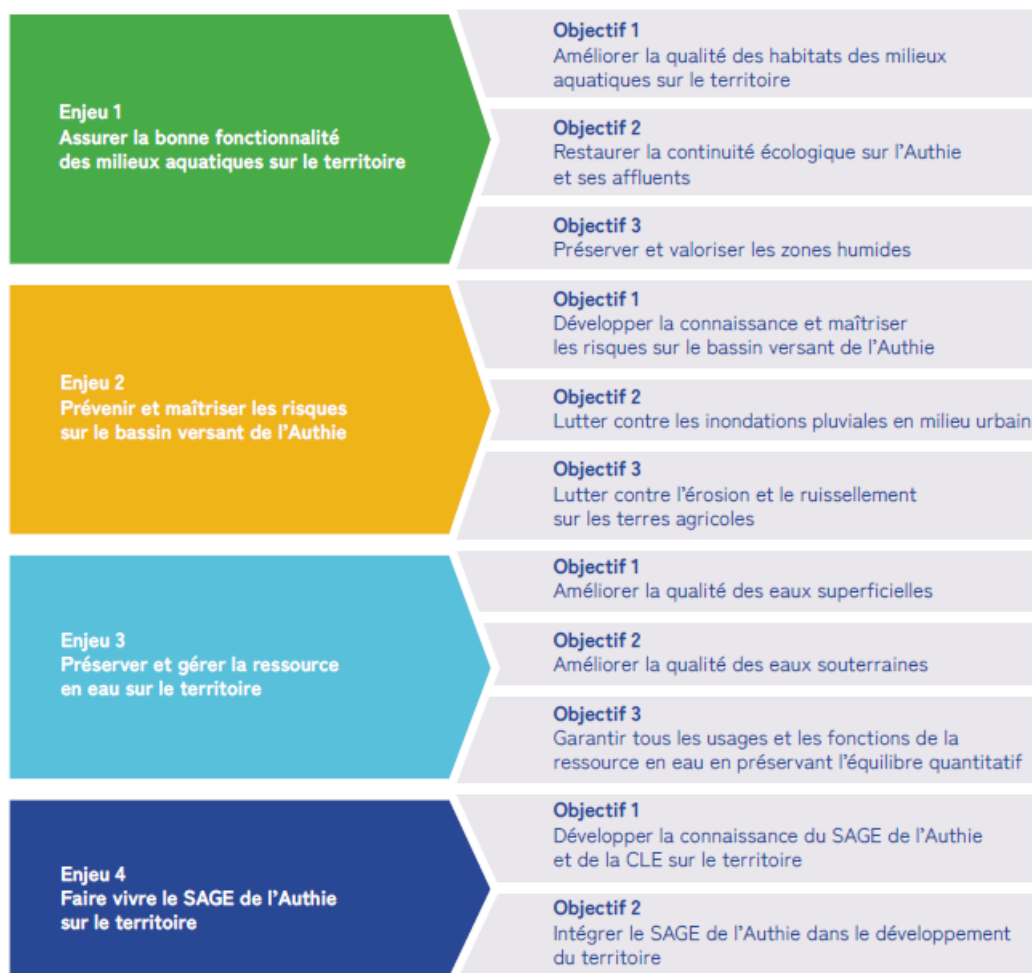 Enjeu 1
Assurer la bonne fonctionnalité
des milieux aquatiques sur le territoire
Objectif 1
Améliorer la qualité des habitats des milieux
aquatiques sur le territoire
Objectif 2
Restaurer la continuité écologique sur l'Authie
et ses affluents
Objectif 3
Préserver et valoriser les zones humides
Enjeu 2
Prévenir et maîtriser les risques
sur le bassin versant de l'Authie
Objectif 1
Développer la connaissance et maîtriser
les risques sur le bassin versant de l'Authie
Objectif 2
Lutter contre les inondations pluviales en milieu urbain
Objectif 3
Lutter contre l'érosion et le ruissellement
sur les terres agricoles
Enjeu 3
Préserver et gérer la ressource
en eau sur le territoire
Objectif 1
Améliorer la qualité des eaux superficielles
Objectif 2
Améliorer la qualité des eaux souterraines
Objectif 3
Garantir tous les usages et les fonctions de la
ressource en eau en préservant l'équilibre quantitatif
Enjeu 4
Faire vivre le SAGE de l'Authie
sur le territoire
Objectif 1
Développer la connaissance du SAGE de l'Authie
et de la CLE sur le territoire
Objectif 2
Intégrer le SAGE de l'Authie dans le développement
du territoire